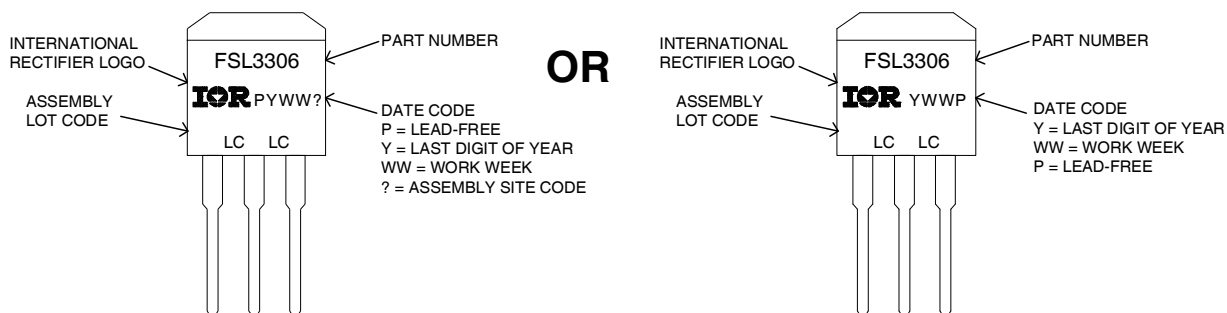 INTERNATIONAL
RECTIFIER LOGO
ASSEMBLY
LOT CODE
FSL3306
IOR PYWW?
LC LC
PART NUMBER
DATE CODE
P = LEAD-FREE
Y = LAST DIGIT OF YEAR
WW = WORK WEEK
? = ASSEMBLY SITE CODE
OR
INTERNATIONAL
RECTIFIER LOGO
ASSEMBLY
LOT CODE
FSL3306
IOR YWWP
LC LC
PART NUMBER
DATE CODE
Y = LAST DIGIT OF YEAR
WW = WORK WEEK
P = LEAD-FREE